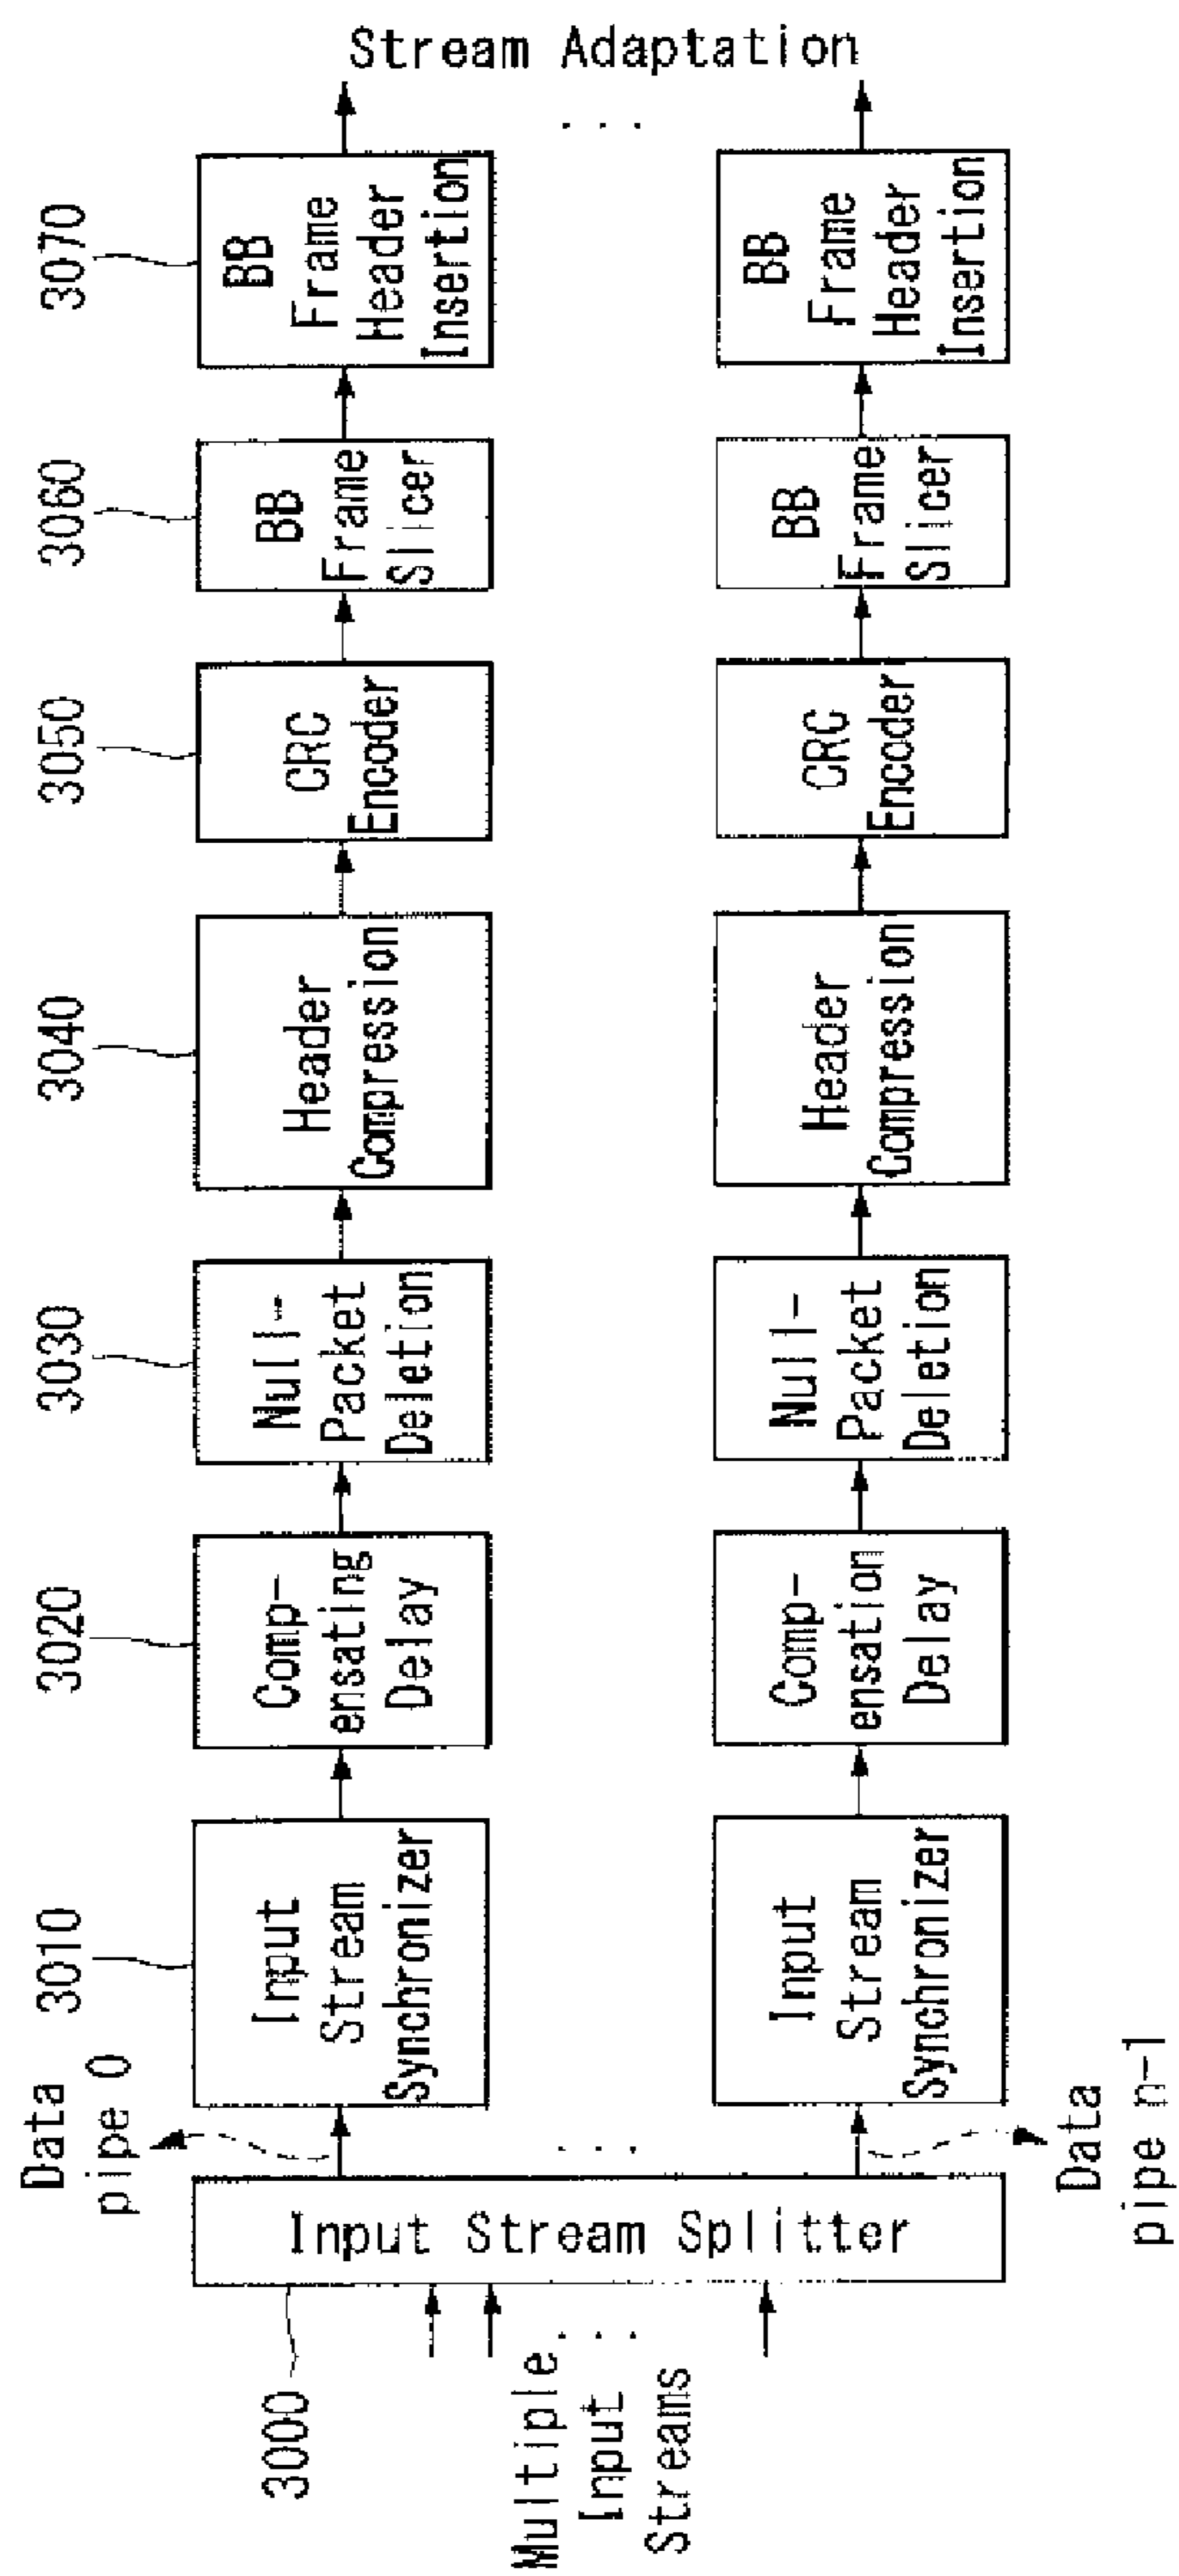 3000
3010
3020
3030
3040
3050
3060
3070
Multiple
Input
Streams
...
Input Stream Splitter
Data
pipe 0
...
Data
pipe n-1
Input
Stream
Synchronizer
Comp-
ensating
Delay
Null-
Packet
Deletion
Header
Compression
CRC
Encoder
BB
Frame
Slicer
BB
Frame
Header
Insertion
Input
Stream
Synchronizer
Comp-
ensation
Delay
Null-
Packet
Deletion
Header
Compression
CRC
Encoder
BB
Frame
Slicer
BB
Frame
Header
Insertion
...
Stream Adaptation